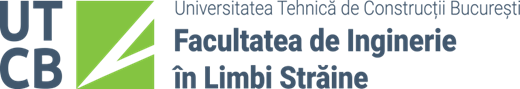 UT
CB
Universitatea Tehnică de Construcții București
Facultatea de Inginerie
în Limbi Străine